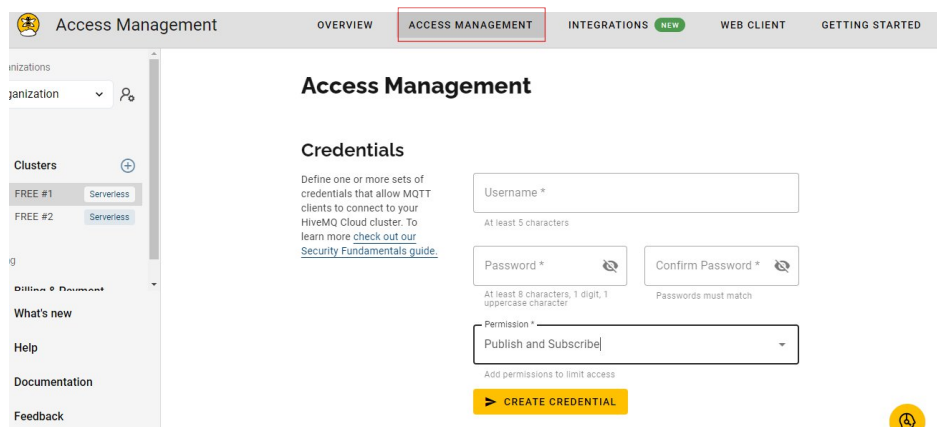 Access Management
OVERVIEW
ACCESS MANAGEMENT
INTEGRATIONS NEW
WEB CLIENT
GETTING STARTED
nizations
ganization
Clusters
FREE #1 Serverless
FREE #2 Serverless
g
Billing & Payment
What's new
Help
Documentation
Feedback
Access Management
Credentials
Define one or more sets of
credentials that allow MQTT
clients to connect to your
HiveMQ Cloud cluster. To
learn more check out our
Security Fundamentals guide.
Username *
At least 5 characters
Password *
At least 8 characters, 1 digit, 1
uppercase character
Confirm Password *
Passwords must match
Permission *
Publish and Subscribe
Add permissions to limit access
CREATE CREDENTIAL